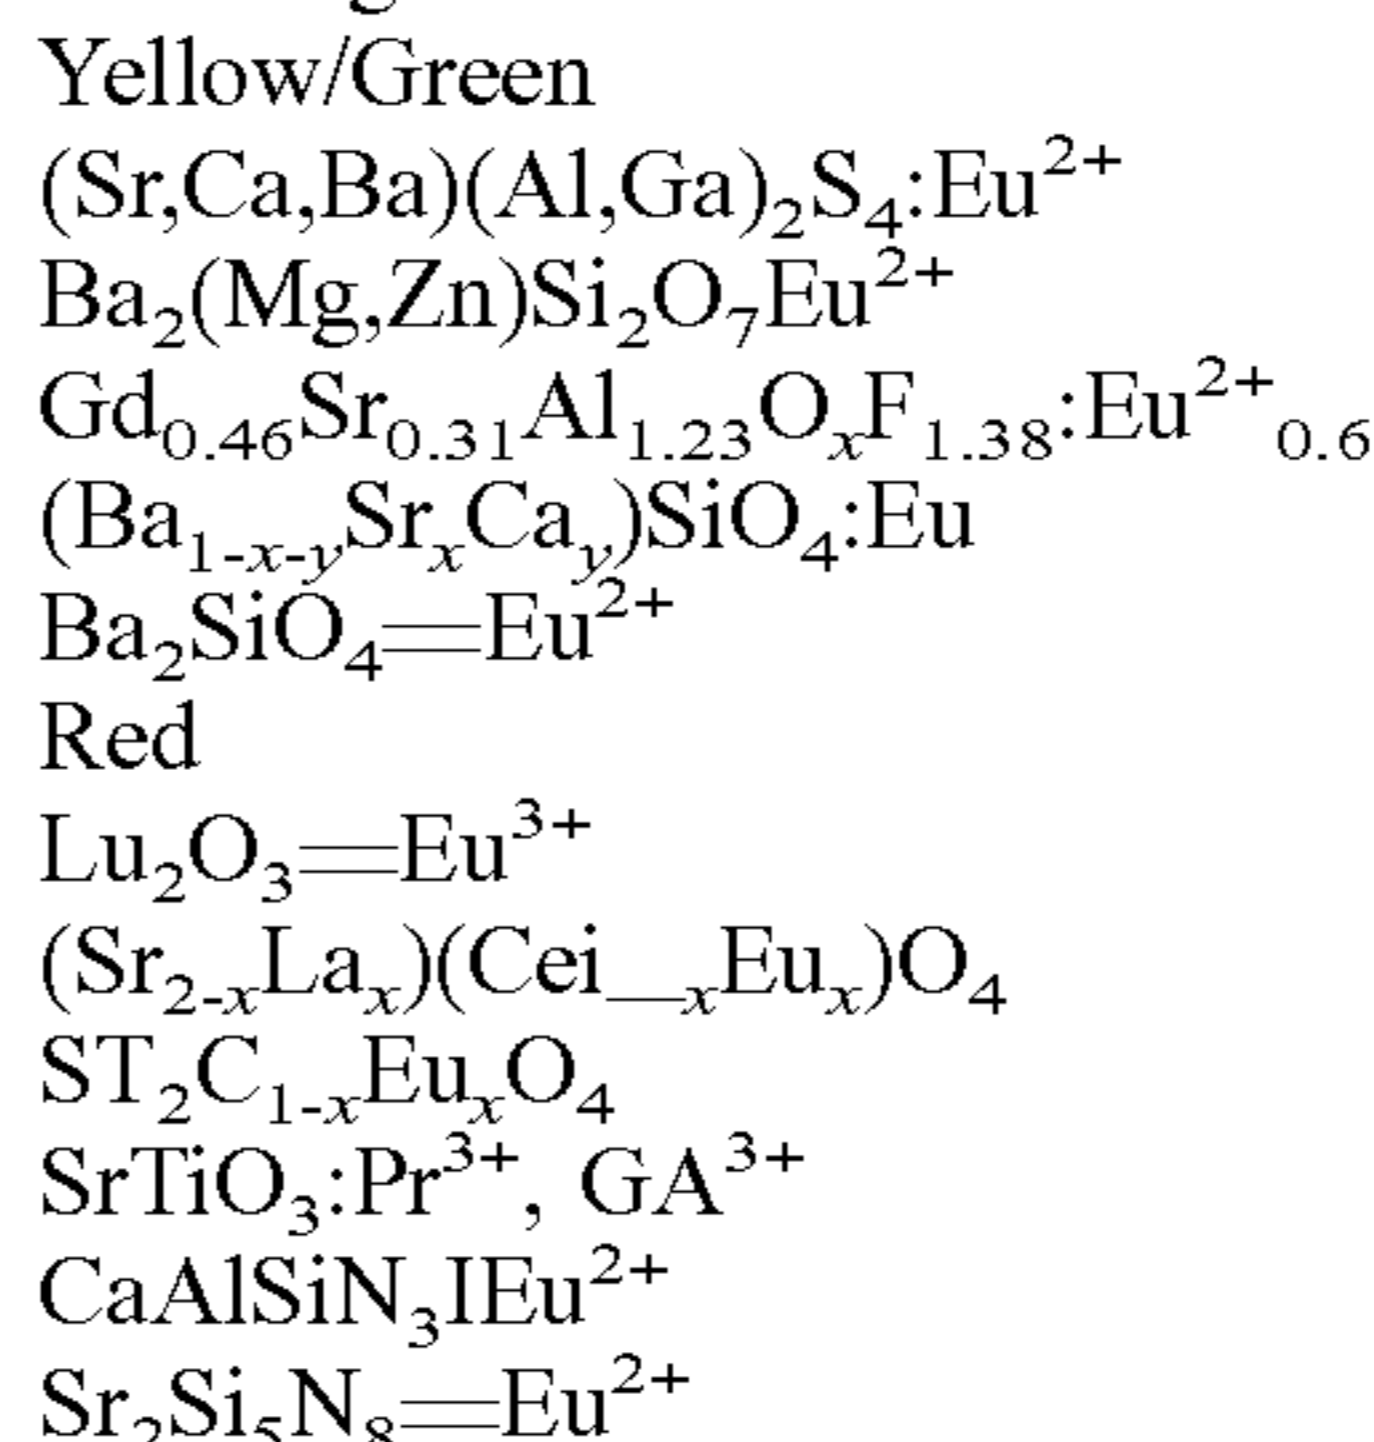 Yellow/Green
(Sr,Ca,Ba)(Al,Ga)₂S₄:Eu²⁺
Ba₂(Mg,Zn)Si₂O₇Eu²⁺
Gd₀.₄₆Sr₀.₃₁Al₁.₂₃OₓF₁.₃₈:Eu²⁺₀.₆
(Ba₁₋ₓ₋ySrₓCay)SiO₄:Eu
Ba₂SiO₄═Eu²⁺
Red
Lu₂O₃═Eu³⁺
(Sr₂₋ₓLaₓ)(Cei_ₓEuₓ)O₄
ST₂C₁₋ₓEuₓO₄
SrTiO₃:Pr³⁺, GA³⁺
CaAlSiN₃IEu²⁺
Sr₂Si₅N₈═Eu²⁺